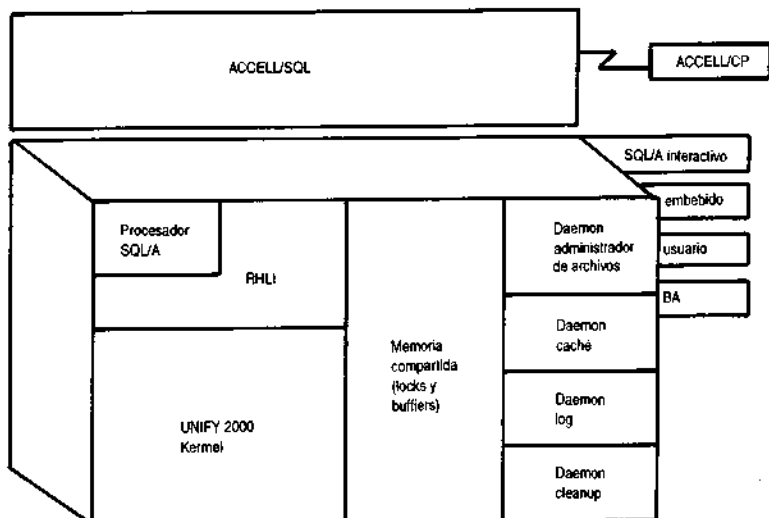 ACCELL/SQL
ACCELL/CP
SQL/A interactivo
embebido
usuario
BA
Procesador
SQL/A
RHLI
UNIFY 2000
Kernel
Memoria
compartida
(locks y
buffiers)
Daemon
administrador
de archivos
Daemon
caché
Daemon
log
Daemon
cleanup